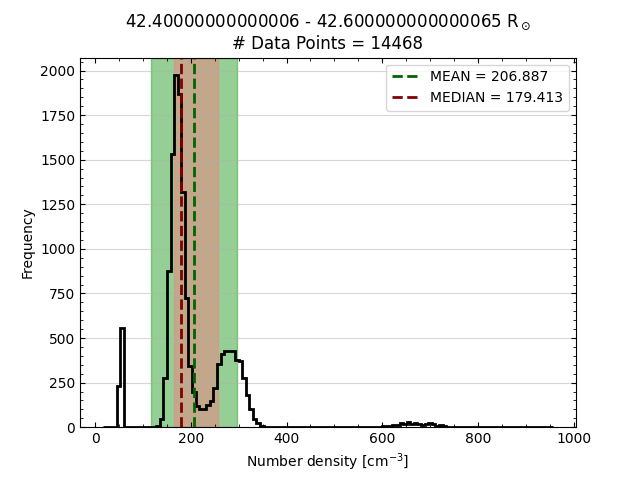 42.40000000000006 - 42.600000000000065 R⊙
# Data Points = 14468
MEAN = 206.887
MEDIAN = 179.413
Frequency
2000
1750
1500
1250
1000
750
500
250
0
0 200 400 600 800 1000
Number density [cm⁻³]